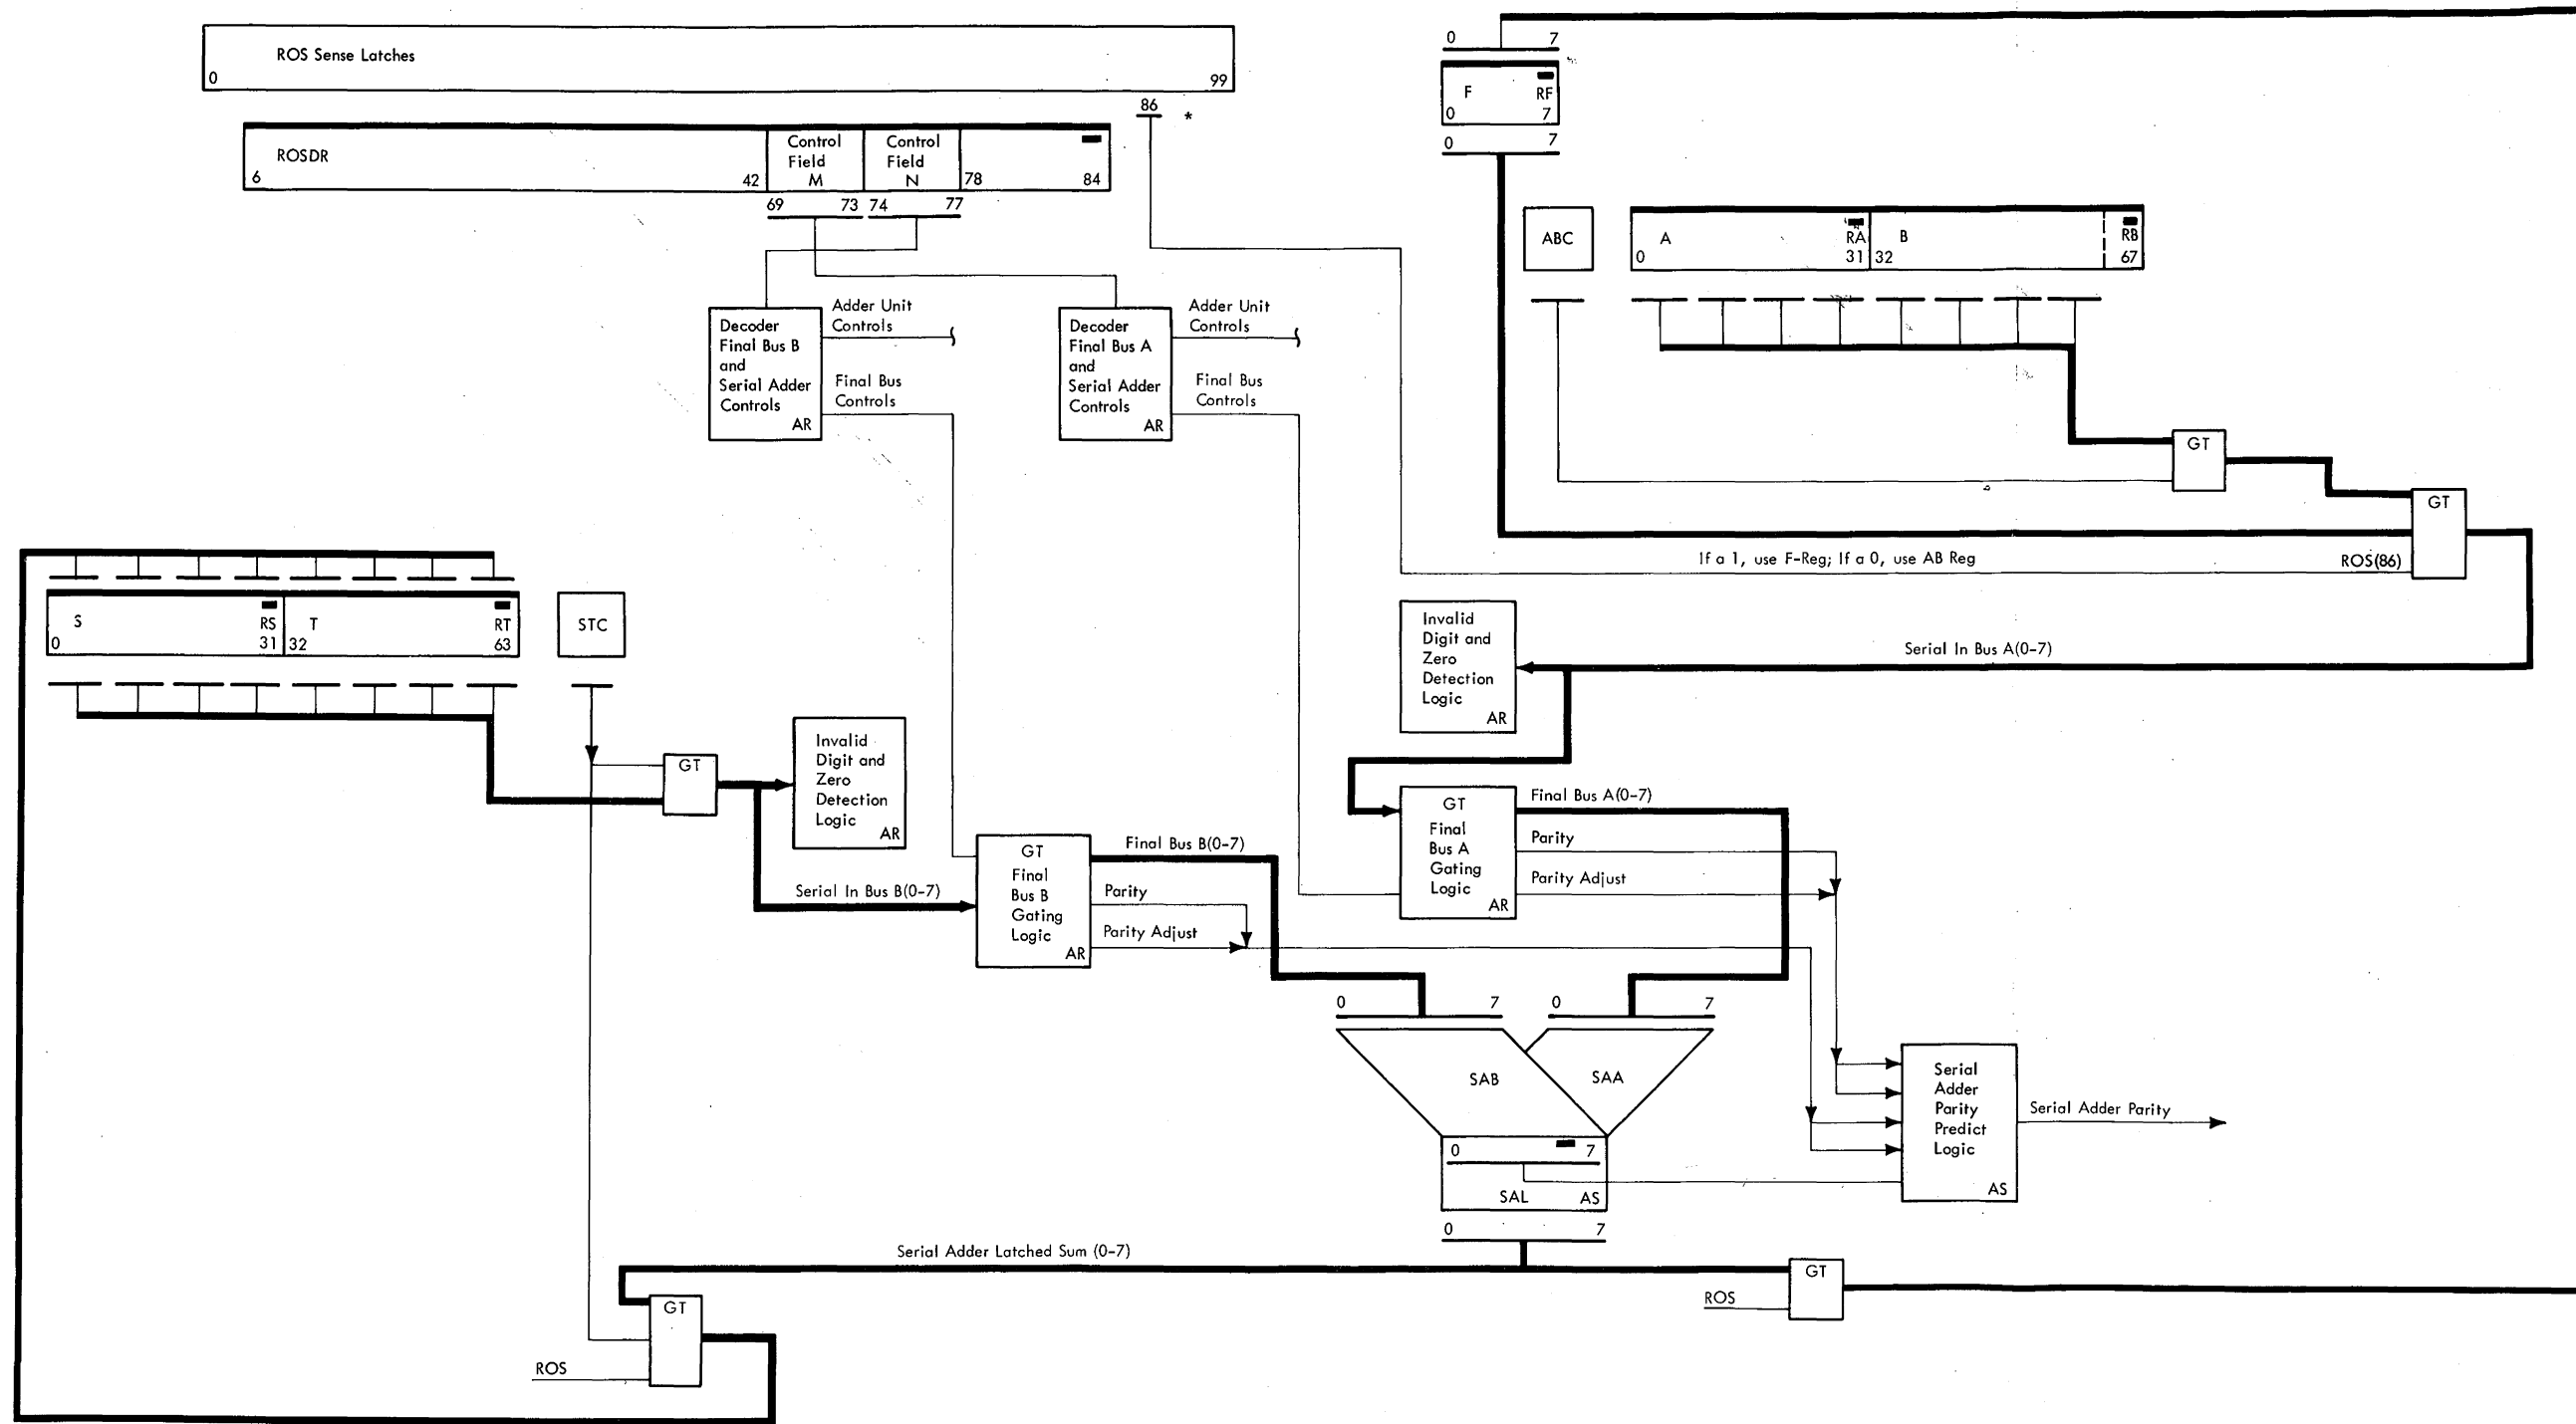 ROS Sense Latches
0 99
86 *
ROSDR
6 42
Control
Field
M
Control
Field
N
78 84
69 73 74 77
0 7
F RF
0 7
0 7
ABC
A RA
0 31
B RB
32 67
Decoder
Final Bus B
and
Serial Adder
Controls
AR
Adder Unit
Controls
Final Bus
Controls
Decoder
Final Bus A
and
Serial Adder
Controls
AR
Adder Unit
Controls
Final Bus
Controls
GT
GT
If a 1, use F-Reg; If a 0, use AB Reg
ROS(86)
S RS
0 31
T RT
32 63
STC
Invalid
Digit and
Zero
Detection
Logic
AR
Serial In Bus A(0-7)
GT
Invalid
Digit and
Zero
Detection
Logic
AR
GT
Final
Bus A
Gating
Logic
AR
Final Bus A(0-7)
Parity
Parity Adjust
Serial In Bus B(0-7)
GT
Final
Bus B
Gating
Logic
AR
Final Bus B(0-7)
Parity
Parity Adjust
0 7
0 7
SAB
SAA
0 7
SAL AS
0 7
Serial
Adder
Parity
Predict
Logic
AS
Serial Adder Parity
Serial Adder Latched Sum (0-7)
GT
ROS
GT
ROS